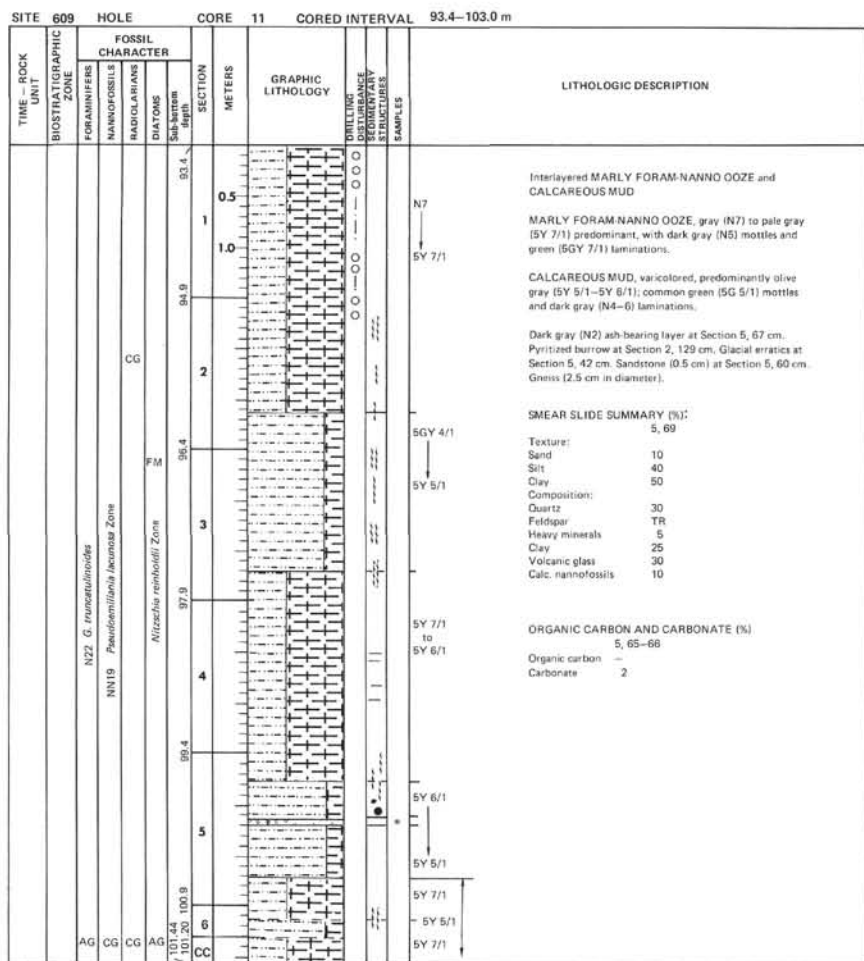 SITE 609 HOLE CORE 11 CORED INTERVAL 93.4–103.0 m
TIME – ROCK UNIT
BIOSTRATIGRAPHIC ZONE
FOSSIL CHARACTER
FORAMINIFERS
NANNOFOSSILS
RADIOLARIANS
DIATOMS
Sub-bottom depth
SECTION
METERS
GRAPHIC LITHOLOGY
DRILLING DISTURBANCE
SEDIMENTARY STRUCTURES
SAMPLES
LITHOLOGIC DESCRIPTION
N22 G. truncatulinoides
NN19 Pseudoemiliania lacunosa Zone
Nitzschia reinholdii Zone
CG
FM
AG CG CG AG
93.4
94.9
96.4
97.9
99.4
100.9
101.44
101.20
1
2
3
4
5
6
CC
0.5
1.0
N7
5Y 7/1
5GY 4/1
5Y 5/1
5Y 7/1
to
5Y 6/1
5Y 6/1
*
5Y 5/1
5Y 7/1
5Y 5/1
5Y 7/1
Interlayered MARLY FORAM-NANNO OOZE and
CALCAREOUS MUD
MARLY FORAM-NANNO OOZE, gray (N7) to pale gray
(5Y 7/1) predominant, with dark gray (N5) mottles and
green (5GY 7/1) laminations.
CALCAREOUS MUD, varicolored, predominantly olive
gray (5Y 5/1–5Y 6/1); common green (5G 5/1) mottles
and dark gray (N4–6) laminations.
Dark gray (N2) ash-bearing layer at Section 5, 67 cm.
Pyritized burrow at Section 2, 129 cm. Glacial erratics at
Section 5, 42 cm. Sandstone (0.5 cm) at Section 5, 60 cm.
Gneiss (2.5 cm in diameter).
SMEAR SLIDE SUMMARY (%):
5, 69
Texture:
Sand 10
Silt 40
Clay 50
Composition:
Quartz 30
Feldspar TR
Heavy minerals 5
Clay 25
Volcanic glass 30
Calc. nannofossils 10
ORGANIC CARBON AND CARBONATE (%)
5, 65–66
Organic carbon –
Carbonate 2